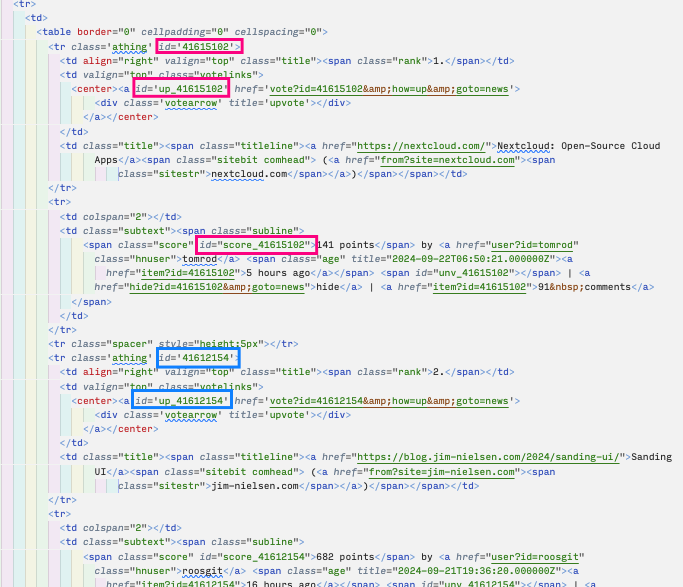 <tr>
<td>
<table border="0" cellpadding="0" cellspacing="0">
<tr class='athing' id='41615102'>
<td align="right" valign="top" class="title"><span class="rank">1.</span></td>
<td valign="top" class="votelinks">
<center><a id='up_41615102' href='vote?id=41615102&amp;how=up&amp;goto=news'>
<div class='votearrow' title='upvote'></div>
</a></center>
</td>
<td class="title"><span class="titleline"><a href="https://nextcloud.com/">Nextcloud: Open-Source Cloud
Apps</a><span class="sitebit comhead"> (<a href="from?site=nextcloud.com"><span
class="sitestr">nextcloud.com</span></a>)</span></span></td>
</tr>
<tr>
<td colspan="2"></td>
<td class="subtext"><span class="subline">
<span class="score" id="score_41615102">141 points</span> by <a href="user?id=tomrod"
class="hnuser">tomrod</a> <span class="age" title="2024-09-22T06:50:21.000000Z"><a
href="item?id=41615102">5 hours ago</a></span> <span id="unv_41615102"></span> | <a
href="hide?id=41615102&amp;goto=news">hide</a> | <a href="item?id=41615102">91&nbsp;comments</a>
</span>
</td>
</tr>
<tr class="spacer" style="height:5px"></tr>
<tr class='athing' id='41612154'>
<td align="right" valign="top" class="title"><span class="rank">2.</span></td>
<td valign="top" class="votelinks">
<center><a id='up_41612154' href='vote?id=41612154&amp;how=up&amp;goto=news'>
<div class='votearrow' title='upvote'></div>
</a></center>
</td>
<td class="title"><span class="titleline"><a href="https://blog.jim-nielsen.com/2024/sanding-ui/">Sanding
UI</a><span class="sitebit comhead"> (<a href="from?site=jim-nielsen.com"><span
class="sitestr">jim-nielsen.com</span></a>)</span></span></td>
</tr>
<tr>
<td colspan="2"></td>
<td class="subtext"><span class="subline">
<span class="score" id="score_41612154">682 points</span> by <a href="user?id=roosgit"
class="hnuser">roosgit</a> <span class="age" title="2024-09-21T19:36:20.000000Z"><a
href="item?id=41612154">16 hours ago</a></span> <span id="unv_41612154"></span> | <a